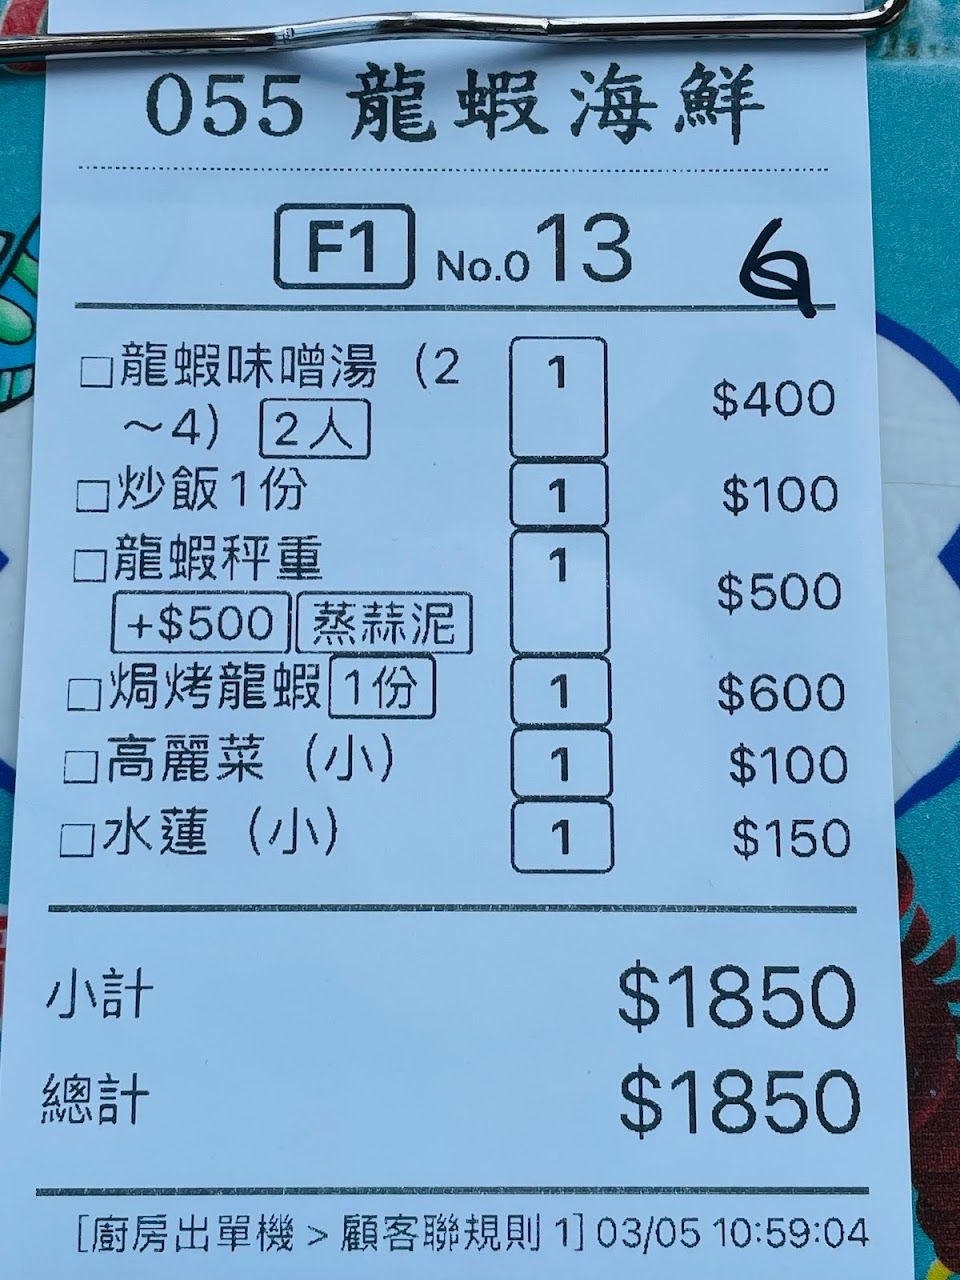 055 龍蝦海鮮
F1 No.013
□龍蝦味噌湯（2 1 $400
～4） 2人
□炒飯1份 1 $100
□龍蝦秤重 1 $500
+$500 蒸蒜泥
□焗烤龍蝦 1份 1 $600
□高麗菜（小） 1 $100
□水蓮（小） 1 $150
小計 $1850
總計 $1850
[廚房出單機 > 顧客聯規則 1] 03/05 10:59:04